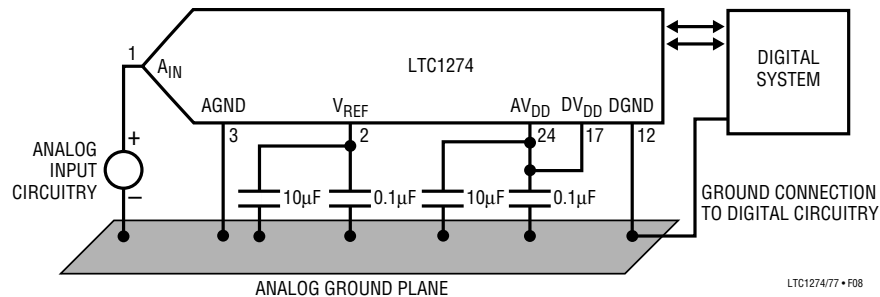 LTC1274
DIGITAL
SYSTEM
1
A_IN
AGND
V_REF
AV_DD
DV_DD
DGND
3
2
24
17
12
ANALOG
INPUT
CIRCUITRY
+
–
10µF
0.1µF
10µF
0.1µF
GROUND CONNECTION
TO DIGITAL CIRCUITRY
ANALOG GROUND PLANE
LTC1274/77 • F08